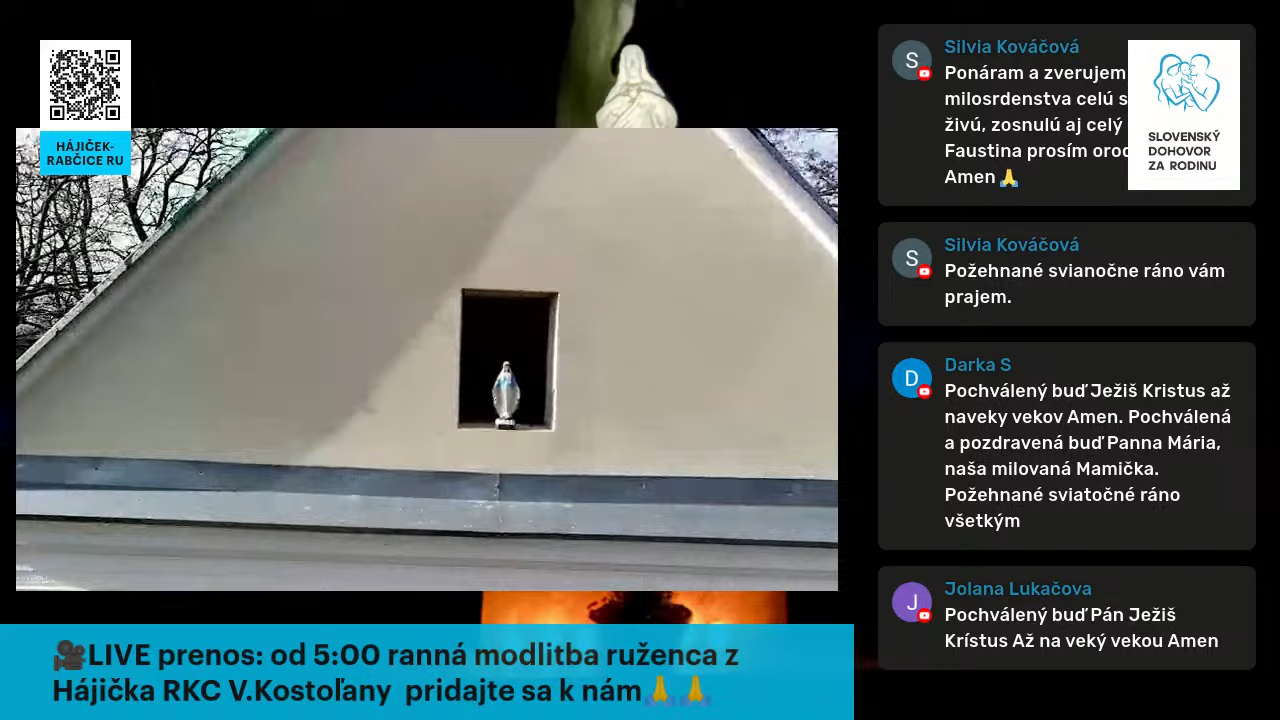 HÁJIČEK-
RABČICE RU
🎥LIVE prenos: od 5:00 ranná modlitba ruženca z
Hájička RKC V.Kostoľany  pridajte sa k nám🙏🙏
Silvia Kováčová
Ponáram a zverujem
milosrdenstva celú
živú, zosnulú aj celý
Faustina prosím
Amen🙏
SLOVENSKÝ
DOHOVOR
ZA RODINU
Silvia Kováčová
Požehnané svianočne ráno vám
prajem.
Darka S
Pochválený buď Ježiš Kristus až
naveky vekov Amen. Pochválená
a pozdravená buď Panna Mária,
naša milovaná Mamička.
Požehnané sviatočné ráno
všetkým
Jolana Lukačova
Pochválený buď Pán Ježiš
Krístus Až na veký vekou Amen